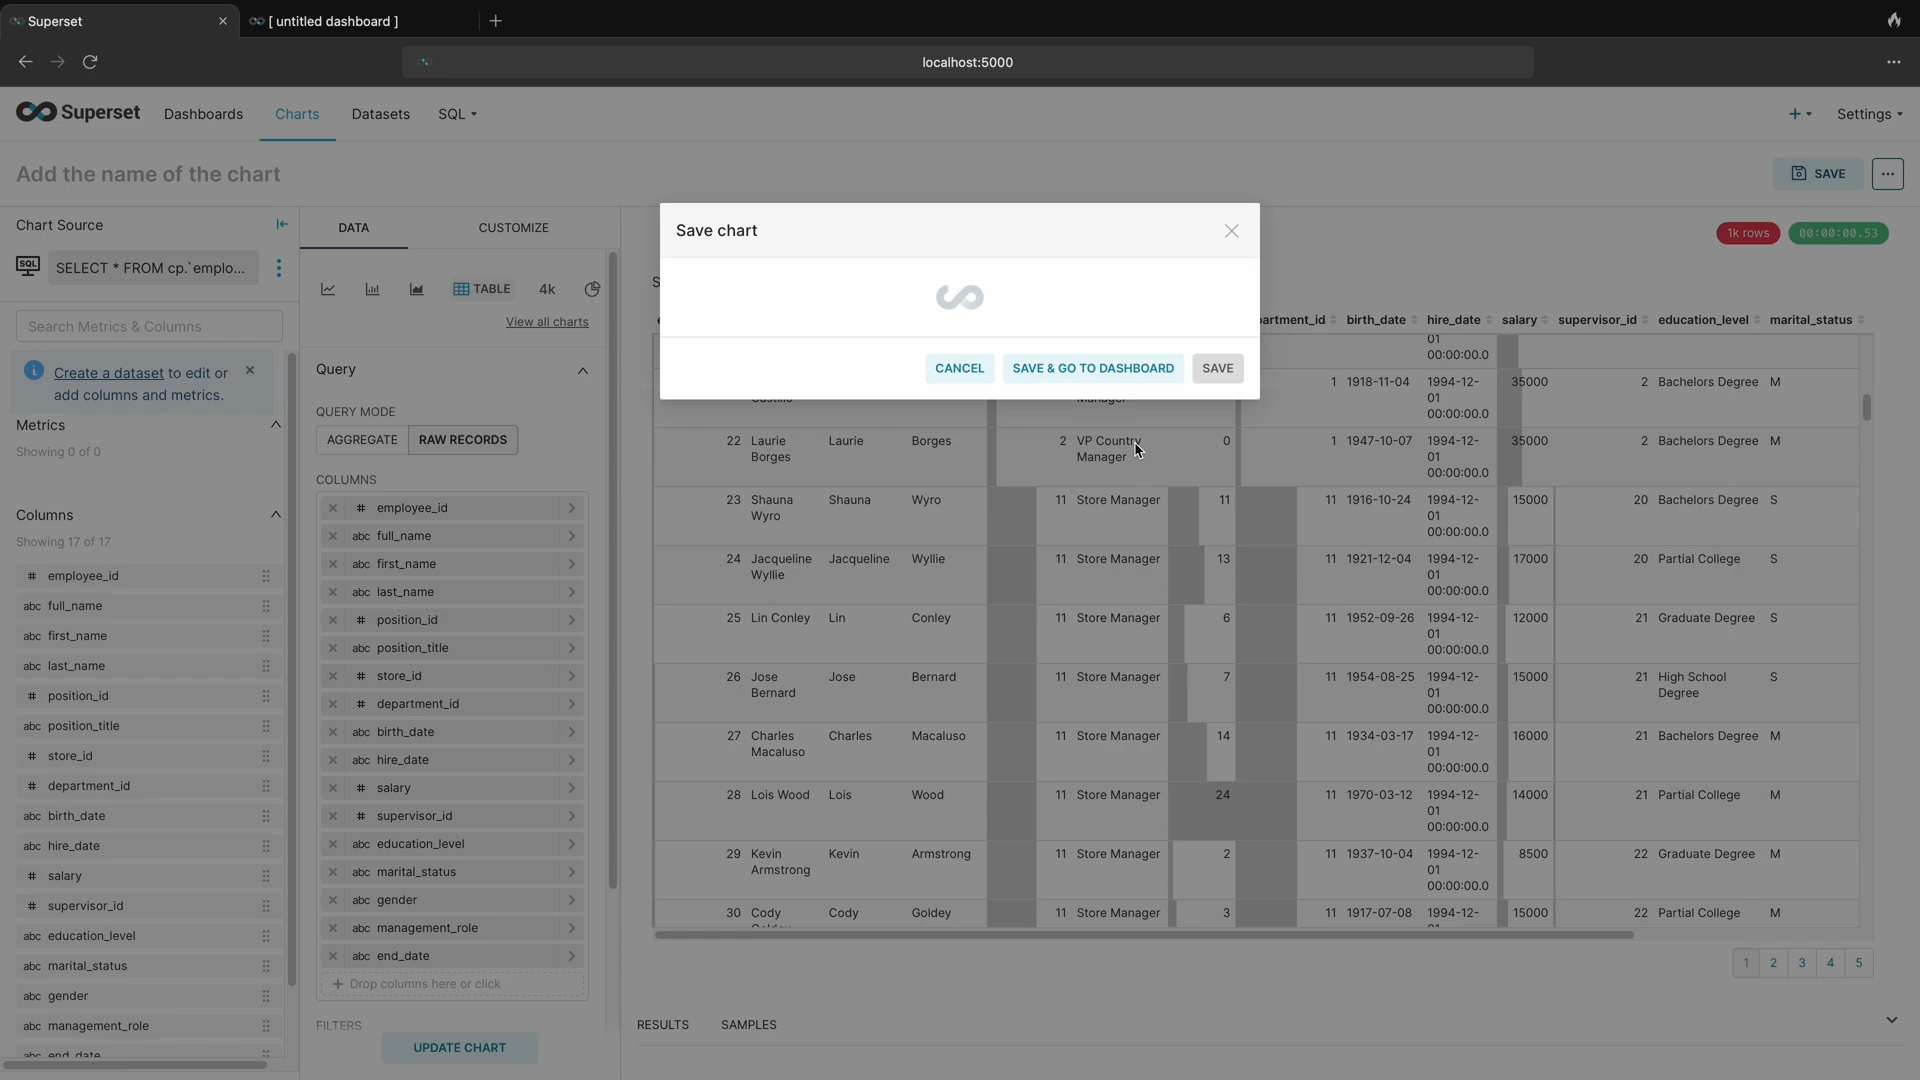 Superset
[ untitled dashboard ]
localhost:5000
Superset
Dashboards
Charts
Datasets
SQL
Settings
Add the name of the chart
SAVE
Chart Source
SELECT * FROM cp.`emplo...
Search Metrics & Columns
Create a dataset to edit or
add columns and metrics.
Metrics
Showing 0 of 0
Columns
Showing 17 of 17
# employee_id
abc full_name
abc first_name
abc last_name
# position_id
abc position_title
# store_id
# department_id
abc birth_date
abc hire_date
# salary
# supervisor_id
abc education_level
abc marital_status
abc gender
abc management_role
abc end_date
DATA
CUSTOMIZE
TABLE
4k
View all charts
Query
QUERY MODE
AGGREGATE
RAW RECORDS
COLUMNS
# employee_id
abc full_name
abc first_name
abc last_name
# position_id
abc position_title
# store_id
# department_id
abc birth_date
abc hire_date
# salary
# supervisor_id
abc education_level
abc marital_status
abc gender
abc management_role
abc end_date
+ Drop columns here or click
FILTERS
UPDATE CHART
Save chart
CANCEL
SAVE & GO TO DASHBOARD
SAVE
1k rows
00:00:00.53
artment_id birth_date hire_date salary supervisor_id education_level marital_status
01
00:00:00.0
Manager 1 1918-11-04 1994-12- 35000 2 Bachelors Degree M
01
00:00:00.0
22 Laurie Laurie Borges 2 VP Country 0 1 1947-10-07 1994-12- 35000 2 Bachelors Degree M
Borges Manager 01
00:00:00.0
23 Shauna Shauna Wyro 11 Store Manager 11 11 1916-10-24 1994-12- 15000 20 Bachelors Degree S
Wyro 01
00:00:00.0
24 Jacqueline Jacqueline Wyllie 11 Store Manager 13 11 1921-12-04 1994-12- 17000 20 Partial College S
Wyllie 01
00:00:00.0
25 Lin Conley Lin Conley 11 Store Manager 6 11 1952-09-26 1994-12- 12000 21 Graduate Degree S
01
00:00:00.0
26 Jose Jose Bernard 11 Store Manager 7 11 1954-08-25 1994-12- 15000 21 High School S
Bernard 01 Degree
00:00:00.0
27 Charles Charles Macaluso 11 Store Manager 14 11 1934-03-17 1994-12- 16000 21 Bachelors Degree M
Macaluso 01
00:00:00.0
28 Lois Wood Lois Wood 11 Store Manager 24 11 1970-03-12 1994-12- 14000 21 Partial College M
01
00:00:00.0
29 Kevin Kevin Armstrong 11 Store Manager 2 11 1937-10-04 1994-12- 8500 22 Graduate Degree M
Armstrong 01
00:00:00.0
30 Cody Cody Goldey 11 Store Manager 3 11 1917-07-08 1994-12- 15000 22 Partial College M
1 2 3 4 5
RESULTS
SAMPLES